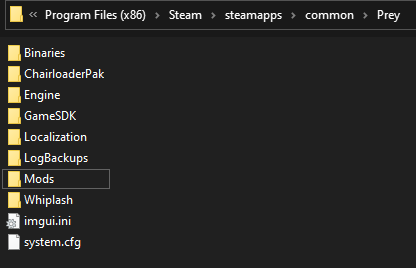 « Program Files (x86) > Steam > steamapps > common > Prey
Binaries
ChairloaderPak
Engine
GameSDK
Localization
LogBackups
Mods
Whiplash
imgui.ini
system.cfg